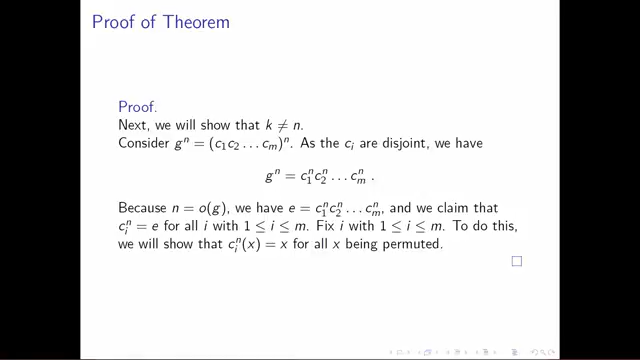 Proof of Theorem
Proof.
Next, we will show that k ≠ n.
Consider gⁿ = (c₁c₂ . . . cₘ)ⁿ. As the cᵢ are disjoint, we have
gⁿ = c₁ⁿc₂ⁿ . . . cₘⁿ .
Because n = o(g), we have e = c₁ⁿc₂ⁿ . . . cₘⁿ, and we claim that
cᵢⁿ = e for all i with 1 ≤ i ≤ m. Fix i with 1 ≤ i ≤ m. To do this,
we will show that cᵢⁿ(x) = x for all x being permuted.